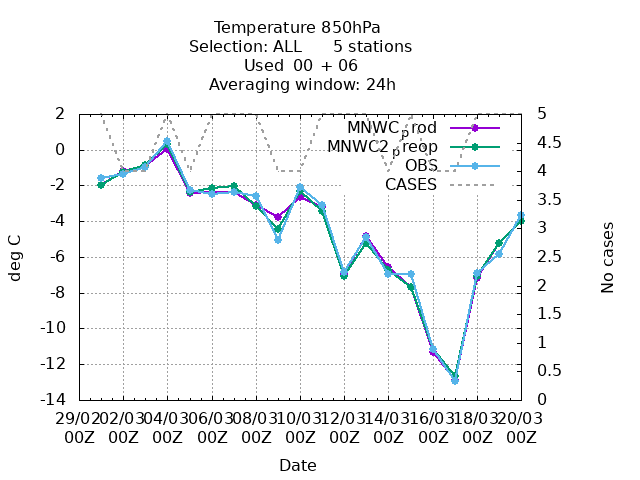 Temperature 850hPa
Selection: ALL 5 stations
Used 00 + 06
Averaging window: 24h
2 5
MNWCprod
0 4.5
MNWC2preop
OBS
-2 4
CASES
-4 3.5
-6 3
-8 2.5
-10 2
-12 1.5
-14 1
0.5
0
deg C
No cases
29/02 02/03 04/03 06/03 08/03 10/03 12/03 14/03 16/03 18/03 20/03
00Z 00Z 00Z 00Z 00Z 00Z 00Z 00Z 00Z 00Z 00Z
Date